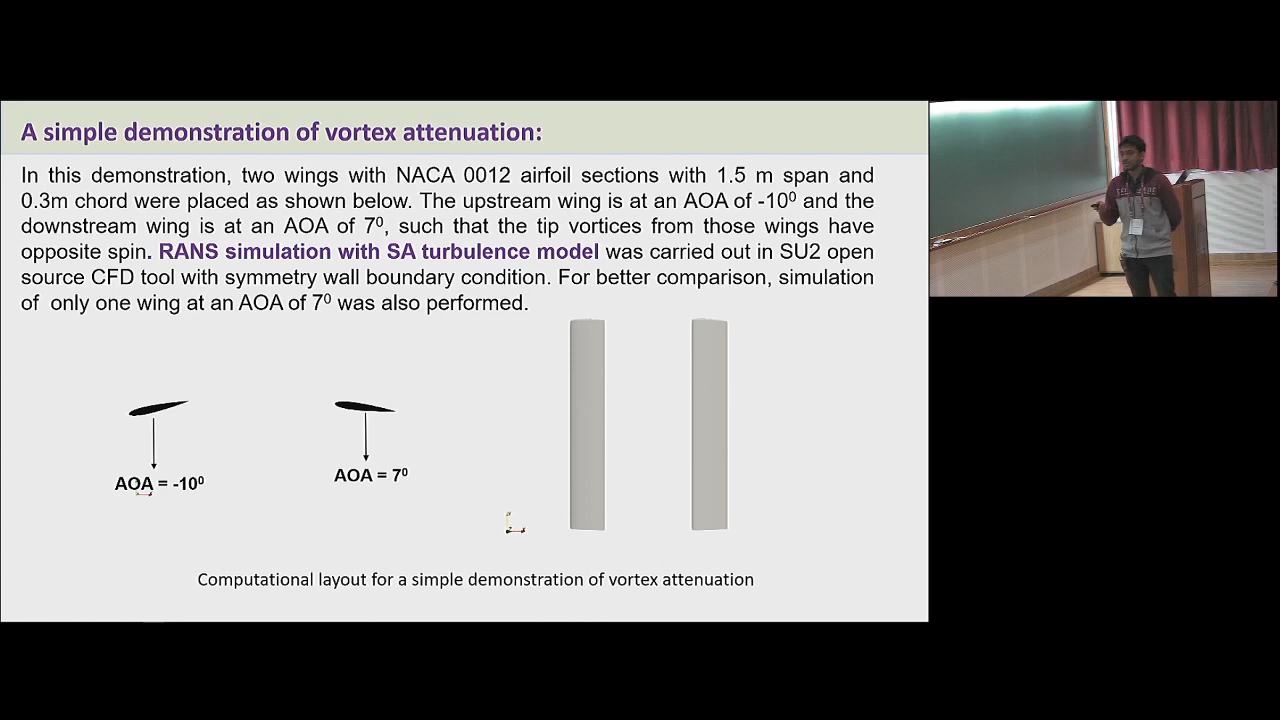 A simple demonstration of vortex attenuation:
In this demonstration, two wings with NACA 0012 airfoil sections with 1.5 m span and
0.3m chord were placed as shown below. The upstream wing is at an AOA of -10⁰ and the
downstream wing is at an AOA of 7⁰, such that the tip vortices from those wings have
opposite spin. RANS simulation with SA turbulence model was carried out in SU2 open
source CFD tool with symmetry wall boundary condition. For better comparison, simulation
of only one wing at an AOA of 7⁰ was also performed.
AOA = -10⁰
AOA = 7⁰
Computational layout for a simple demonstration of vortex attenuation